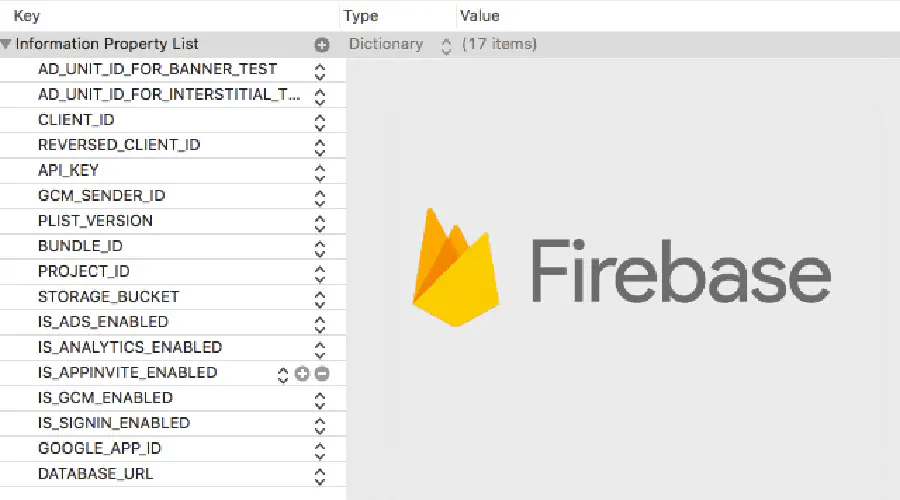 Key Type Value
Information Property List Dictionary (17 items)
AD_UNIT_ID_FOR_BANNER_TEST
AD_UNIT_ID_FOR_INTERSTITIAL_T...
CLIENT_ID
REVERSED_CLIENT_ID
API_KEY
GCM_SENDER_ID
PLIST_VERSION
BUNDLE_ID
PROJECT_ID
STORAGE_BUCKET
IS_ADS_ENABLED
IS_ANALYTICS_ENABLED
IS_APPINVITE_ENABLED
IS_GCM_ENABLED
IS_SIGNIN_ENABLED
GOOGLE_APP_ID
DATABASE_URL
Firebase